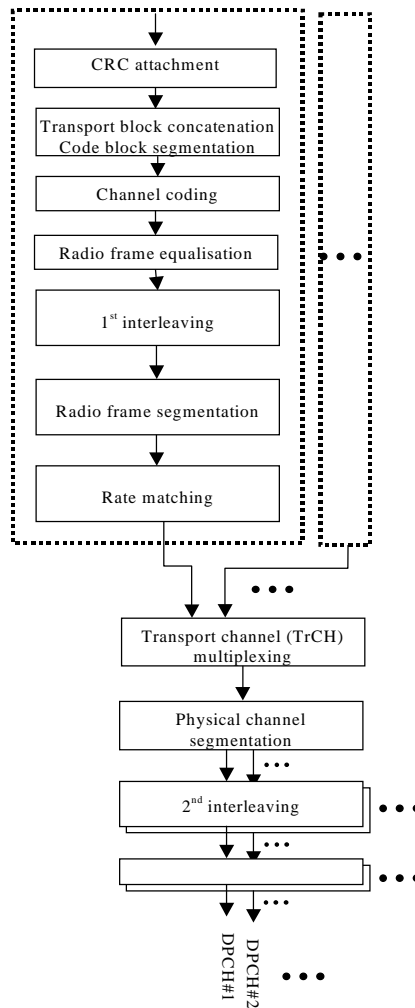 CRC attachment
Transport block concatenation
Code block segmentation
Channel coding
Radio frame equalisation
1st interleaving
Radio frame segmentation
Rate matching
Transport channel (TrCH)
multiplexing
Physical channel
segmentation
2nd interleaving
DPCH#1
DPCH#2